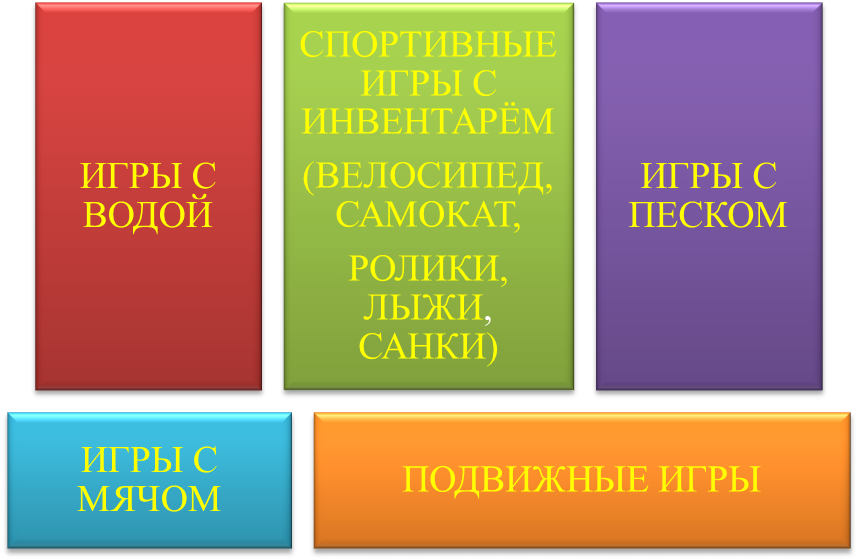 ИГРЫ С
ВОДОЙ
СПОРТИВНЫЕ
ИГРЫ С
ИНВЕНТАРЁМ
(ВЕЛОСИПЕД,
САМОКАТ,
РОЛИКИ,
ЛЫЖИ,
САНКИ)
ИГРЫ С
ПЕСКОМ
ИГРЫ С
МЯЧОМ
ПОДВИЖНЫЕ ИГРЫ